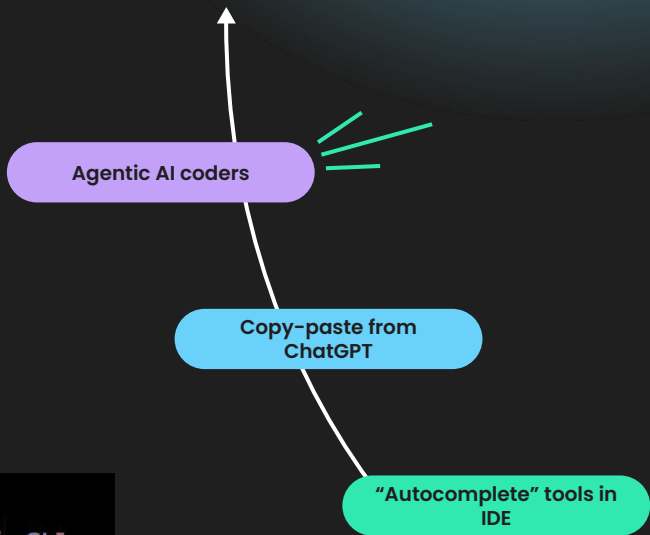 Agentic AI coders
Copy-paste from
ChatGPT
“Autocomplete” tools in
IDE